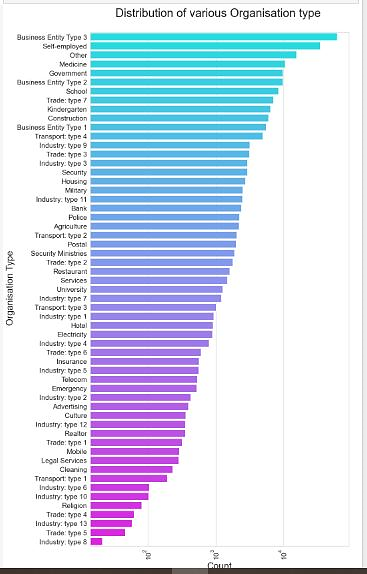 Distribution of various Organisation type
Business Entity Type 3
Self-employed
Other
Medicine
Government
Business Entity Type 2
School
Trade: type 7
Kindergarten
Construction
Business Entity Type 1
Transport: type 4
Industry: type 9
Trade: type 3
Industry: type 3
Security
Housing
Military
Industry: type 11
Bank
Police
Agriculture
Transport: type 2
Postal
Security Ministries
Trade: type 2
Restaurant
Services
University
Industry: type 7
Transport: type 3
Industry: type 1
Hotel
Electricity
Industry: type 4
Trade: type 6
Insurance
Industry: type 5
Telecom
Emergency
Industry: type 2
Advertising
Culture
Industry: type 12
Realtor
Trade: type 1
Mobile
Legal Services
Cleaning
Transport: type 1
Industry: type 6
Industry: type 10
Religion
Trade: type 4
Industry: type 13
Trade: type 5
Industry: type 8
Organisation Type
10² 10³ 10⁴
Count